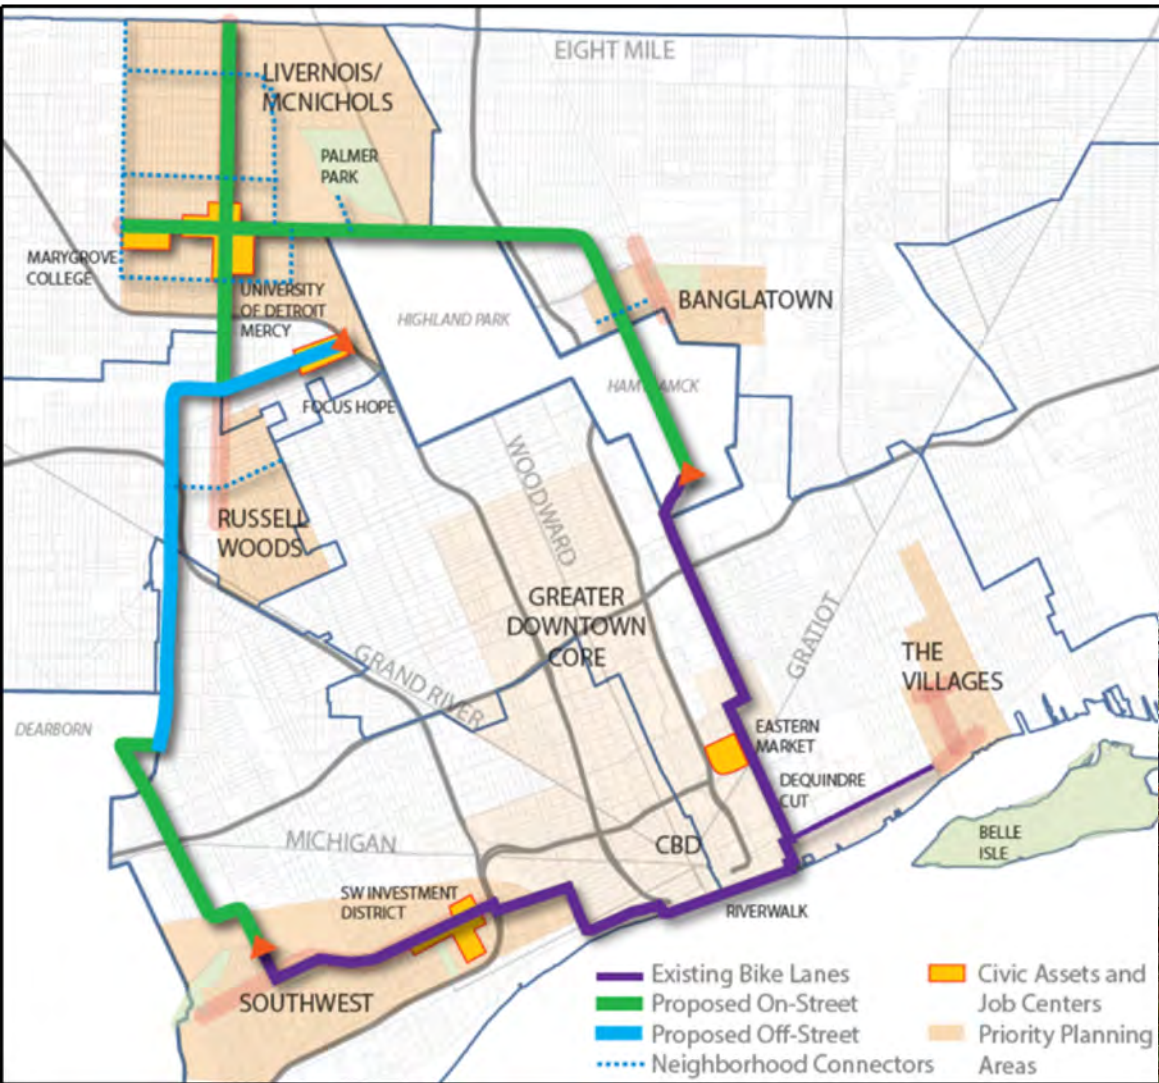 EIGHT MILE
LIVERNOIS/
MCNICHOLS
PALMER
PARK
MARYGROVE
COLLEGE
UNIVERSITY
OF DETROIT
MERCY
HIGHLAND PARK
BANGLATOWN
HAMTRAMCK
FOCUS HOPE
WOODWARD
RUSSELL
WOODS
GREATER
DOWNTOWN
CORE
GRATIOT
THE
VILLAGES
GRAND RIVER
DEARBORN
EASTERN
MARKET
DEQUINDRE
CUT
MICHIGAN
CBD
BELLE
ISLE
SW INVESTMENT
DISTRICT
RIVERWALK
SOUTHWEST
Existing Bike Lanes
Proposed On-Street
Proposed Off-Street
Neighborhood Connectors
Civic Assets and
Job Centers
Priority Planning
Areas